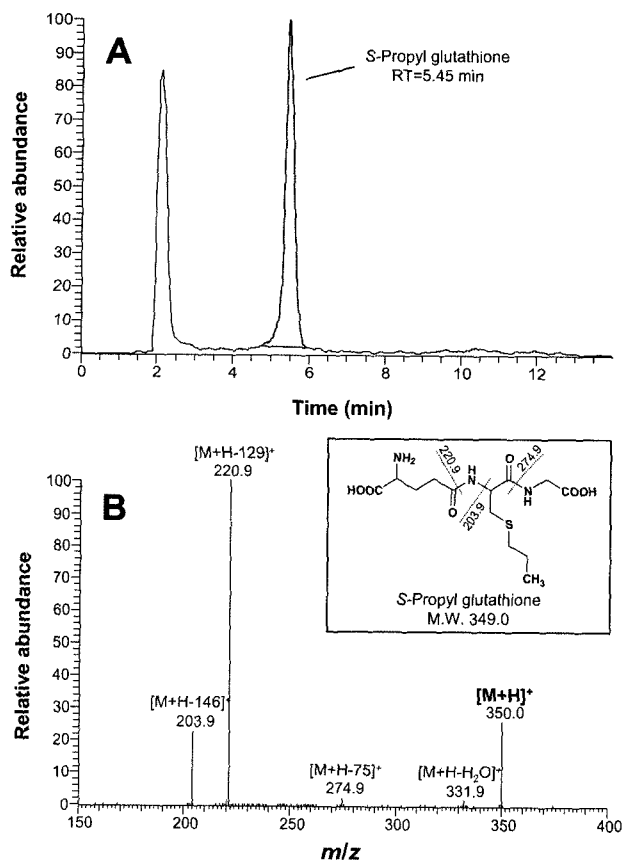 A
S-Propyl glutathione
RT=5.45 min
Relative abundance
100
90
80
70
60
50
40
30
20
10
0
0 2 4 6 8 10 12
Time (min)
B
[M+H-129]+
220.9
Relative abundance
100
90
80
70
60
50
40
30
20
10
0
[M+H-146]+
203.9
[M+H-75]+
274.9
[M+H-H2O]+
331.9
[M+H]+
350.0
NH2
HOOC
O
220.9
H
N
203.9
O
274.9
N
H
COOH
S
CH3
S-Propyl glutathione
M.W. 349.0
150 200 250 300 350 400
m/z